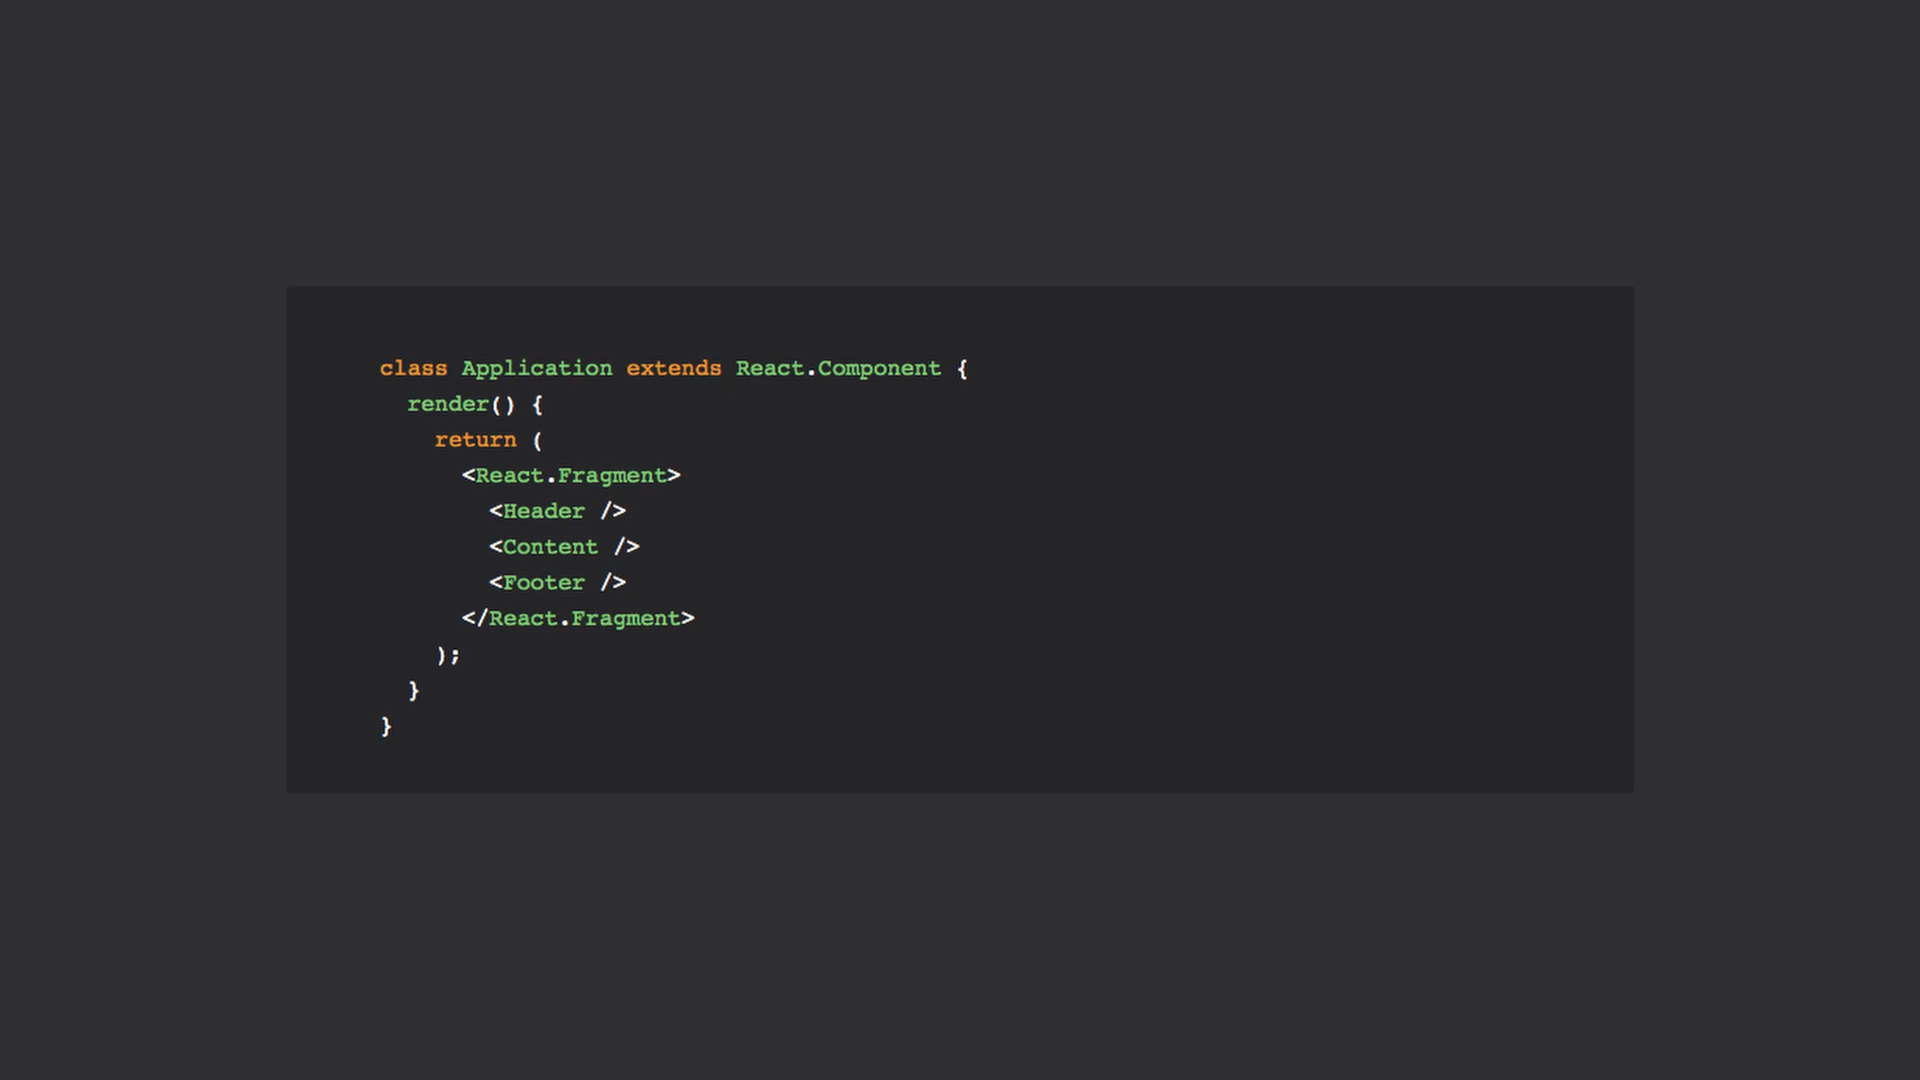 class Application extends React.Component {
  render() {
    return (
      <React.Fragment>
        <Header />
        <Content />
        <Footer />
      </React.Fragment>
    );
  }
}